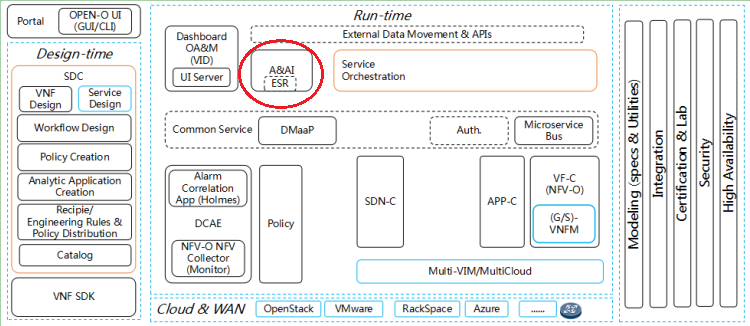 Portal
OPEN-O UI
(GUI/CLI)
Design-time
SDC
VNF
Design
Service
Design
Workflow Design
Policy Creation
Analytic Application
Creation
Recipie/
Engineering Rules &
Policy Distribution
Catalog
VNF SDK
Run-time
Dashboard
OA&M
(VID)
UI Server
External Data Movement & APIs
A&AI
ESR
Service
Orchestration
Common Service
DMaaP
Auth.
Microservice
Bus
Alarm
Correlation
App (Holmes)
DCAE
NFV-O NFV
Collector
(Monitor)
Policy
SDN-C
APP-C
VF-C
(NFV-O)
(G/S)-
VNFM
Multi-VIM/MultiCloud
Cloud & WAN
OpenStack
VMware
RackSpace
Azure
......
Modeling (specs & Utilities)
Integration
Certification & Lab
Security
High Availability